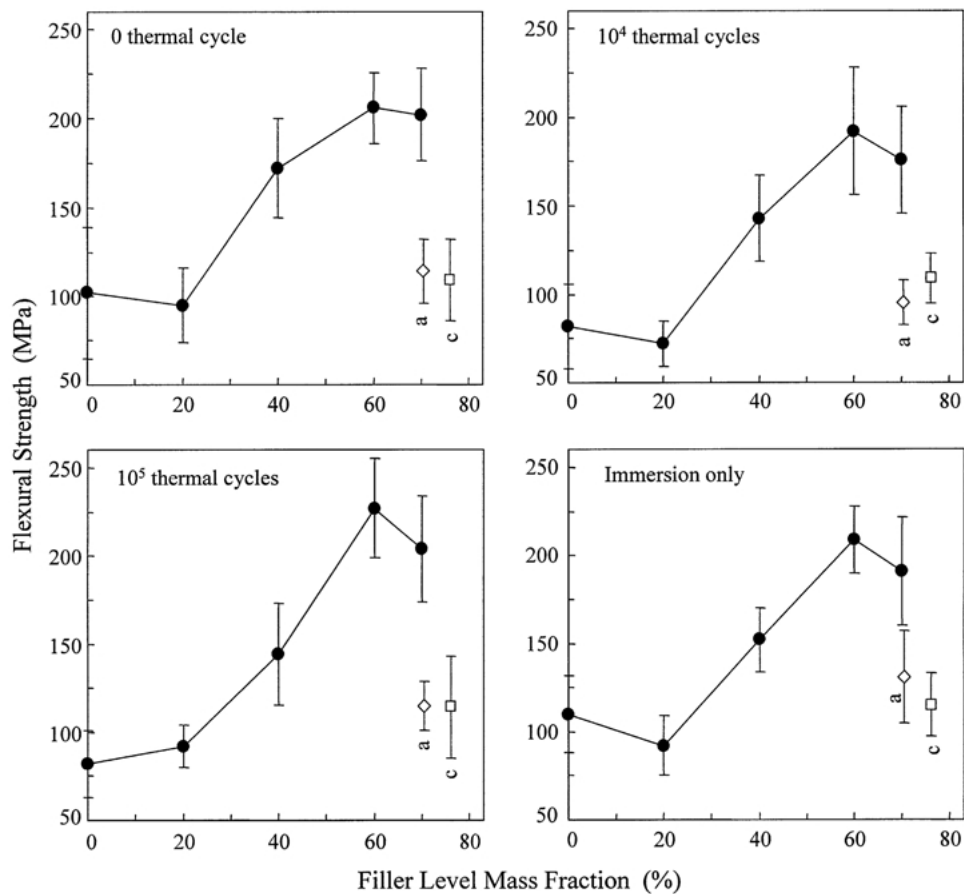 Flexural Strength (MPa)
0 thermal cycle
250
200
150
100
50
0 20 40 60 80
a
c
10⁴ thermal cycles
250
200
150
100
50
0 20 40 60 80
a
c
10⁵ thermal cycles
250
200
150
100
50
0 20 40 60 80
a
c
Immersion only
250
200
150
100
50
0 20 40 60 80
a
c
Filler Level Mass Fraction (%)